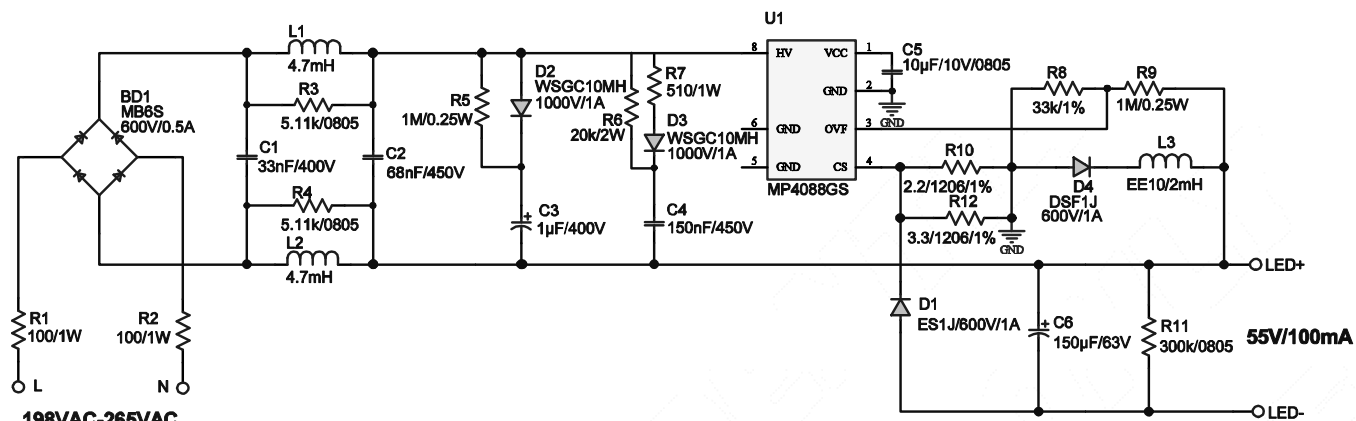 U1
L1
4.7mH
BD1
MB6S
600V/0.5A
R3
5.11k/0805
C1
33nF/400V
C2
68nF/450V
R4
5.11k/0805
L2
4.7mH
R1
100/1W
R2
100/1W
L
N
198VAC-265VAC
R5
1M/0.25W
D2
WSGC10MH
1000V/1A
R6
20k/2W
R7
510/1W
D3
WSGC10MH
1000V/1A
C3
+
1µF/400V
C4
150nF/450V
8 HV VCC 1
GND 2
6 GND OVF 3
5 GND CS 4
MP4088GS
C5
10µF/10V/0805
GND
R8
33k/1%
R9
1M/0.25W
R10
2.2/1206/1%
R12
3.3/1206/1%
GND
D4
DSF1J
600V/1A
L3
EE10/2mH
D1
ES1J/600V/1A
+
C6
150µF/63V
R11
300k/0805
LED+
55V/100mA
LED-